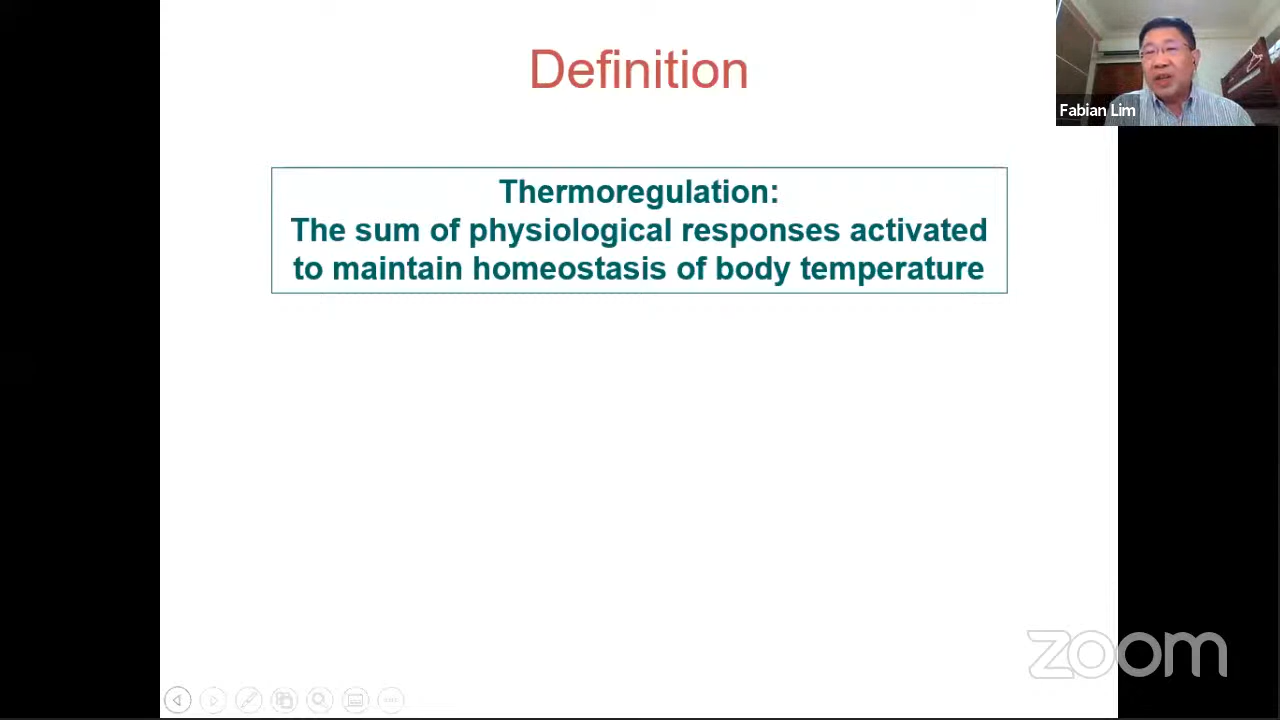 Definition
Fabian Lim
Thermoregulation:
The sum of physiological responses activated
to maintain homeostasis of body temperature
zoom